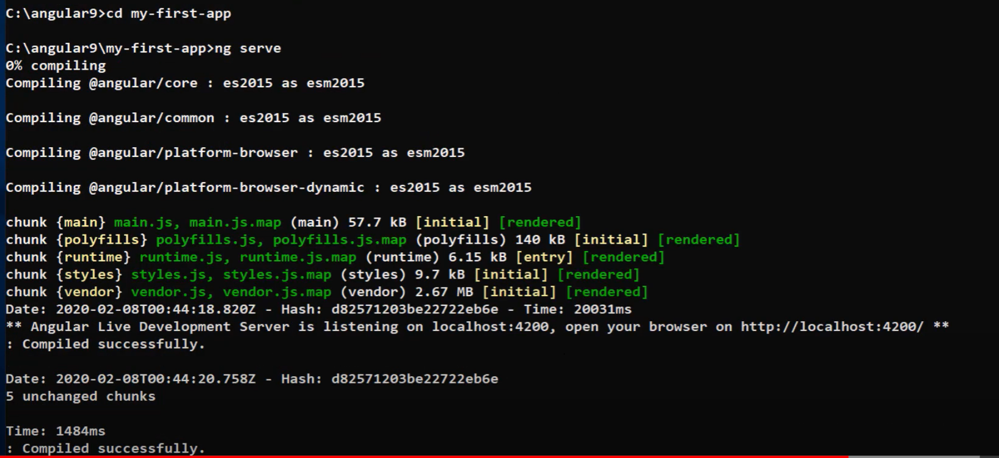 C:\angular9>cd my-first-app
C:\angular9\my-first-app>ng serve
0% compiling
Compiling @angular/core : es2015 as esm2015
Compiling @angular/common : es2015 as esm2015
Compiling @angular/platform-browser : es2015 as esm2015
Compiling @angular/platform-browser-dynamic : es2015 as esm2015
chunk {main} main.js, main.js.map (main) 57.7 kB [initial] [rendered]
chunk {polyfills} polyfills.js, polyfills.js.map (polyfills) 140 kB [initial] [rendered]
chunk {runtime} runtime.js, runtime.js.map (runtime) 6.15 kB [entry] [rendered]
chunk {styles} styles.js, styles.js.map (styles) 9.7 kB [initial] [rendered]
chunk {vendor} vendor.js, vendor.js.map (vendor) 2.67 MB [initial] [rendered]
Date: 2020-02-08T00:44:18.820Z - Hash: d82571203be22722eb6e - Time: 20031ms
** Angular Live Development Server is listening on localhost:4200, open your browser on http://localhost:4200/ **
: Compiled successfully.
Date: 2020-02-08T00:44:20.758Z - Hash: d82571203be22722eb6e
5 unchanged chunks
Time: 1484ms
: Compiled successfully.